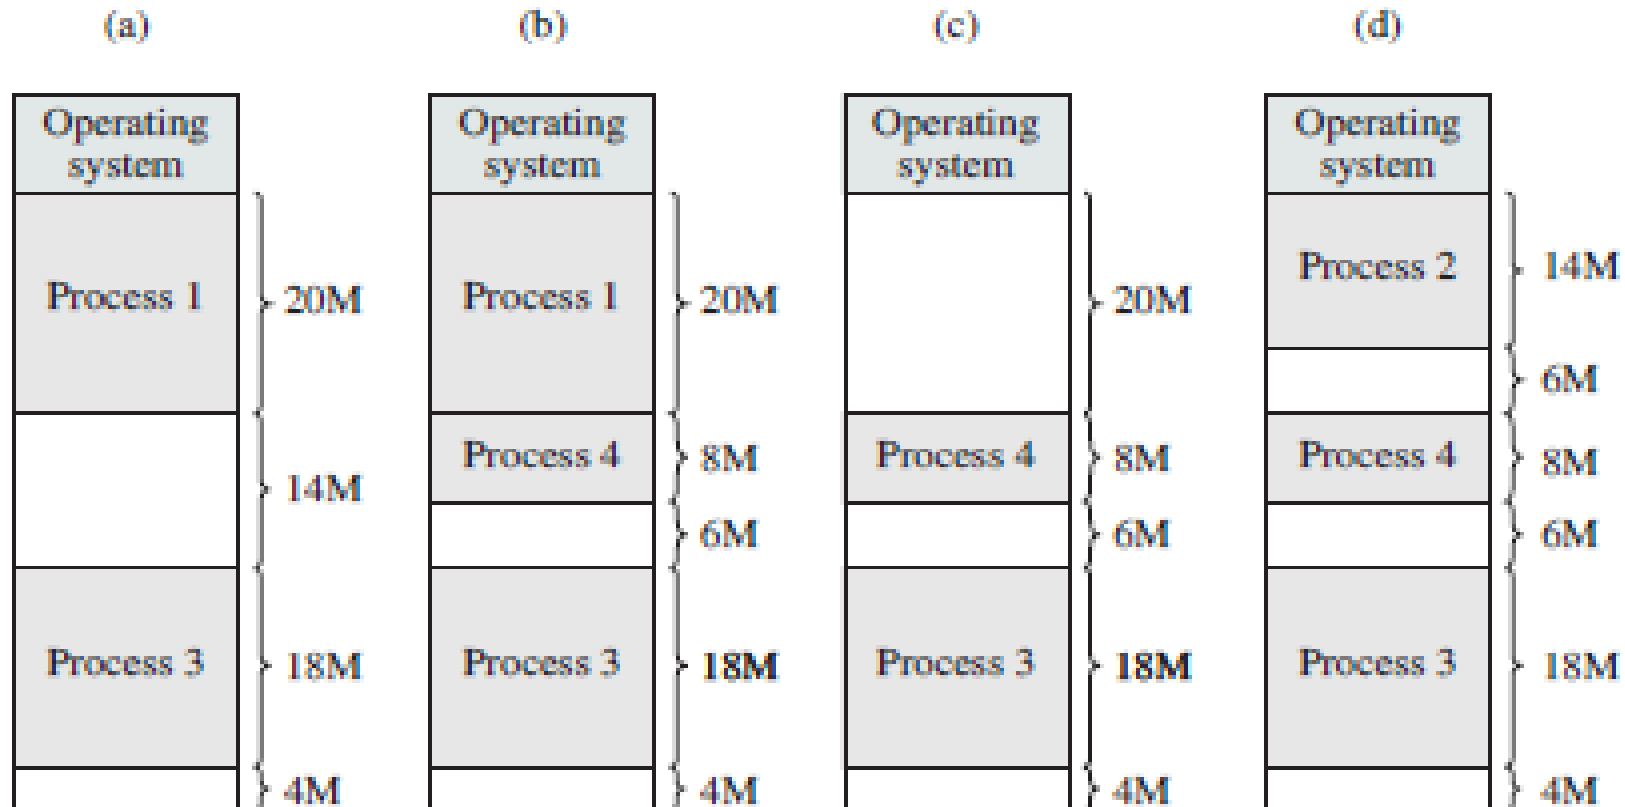 (a)
(b)
(c)
(d)
Operating
system
Process 1
20M
14M
Process 3
18M
4M
Operating
system
Process 1
20M
Process 4
8M
6M
Process 3
18M
4M
Operating
system
20M
Process 4
8M
6M
Process 3
18M
4M
Operating
system
Process 2
14M
6M
Process 4
8M
6M
Process 3
18M
4M